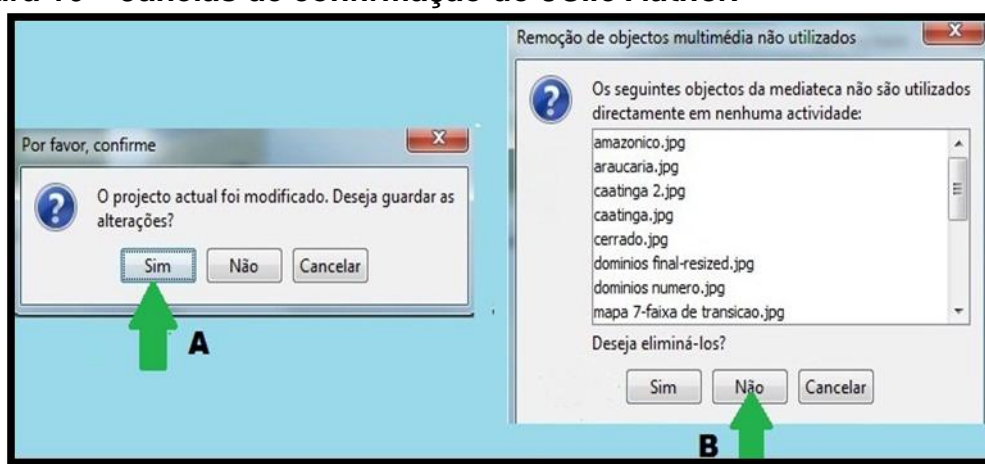 Por favor, confirme
X
O projecto actual foi modificado. Deseja guardar as
alterações?
Sim Não Cancelar
A
Remoção de objectos multimédia não utilizados
X
Os seguintes objectos da mediateca não são utilizados
directamente em nenhuma actividade:
amazonico.jpg
araucaria.jpg
caatinga 2.jpg
caatinga.jpg
cerrado.jpg
dominios final-resized.jpg
dominios numero.jpg
mapa 7-faixa de transicao.jpg
Deseja eliminá-los?
Sim Não Cancelar
B